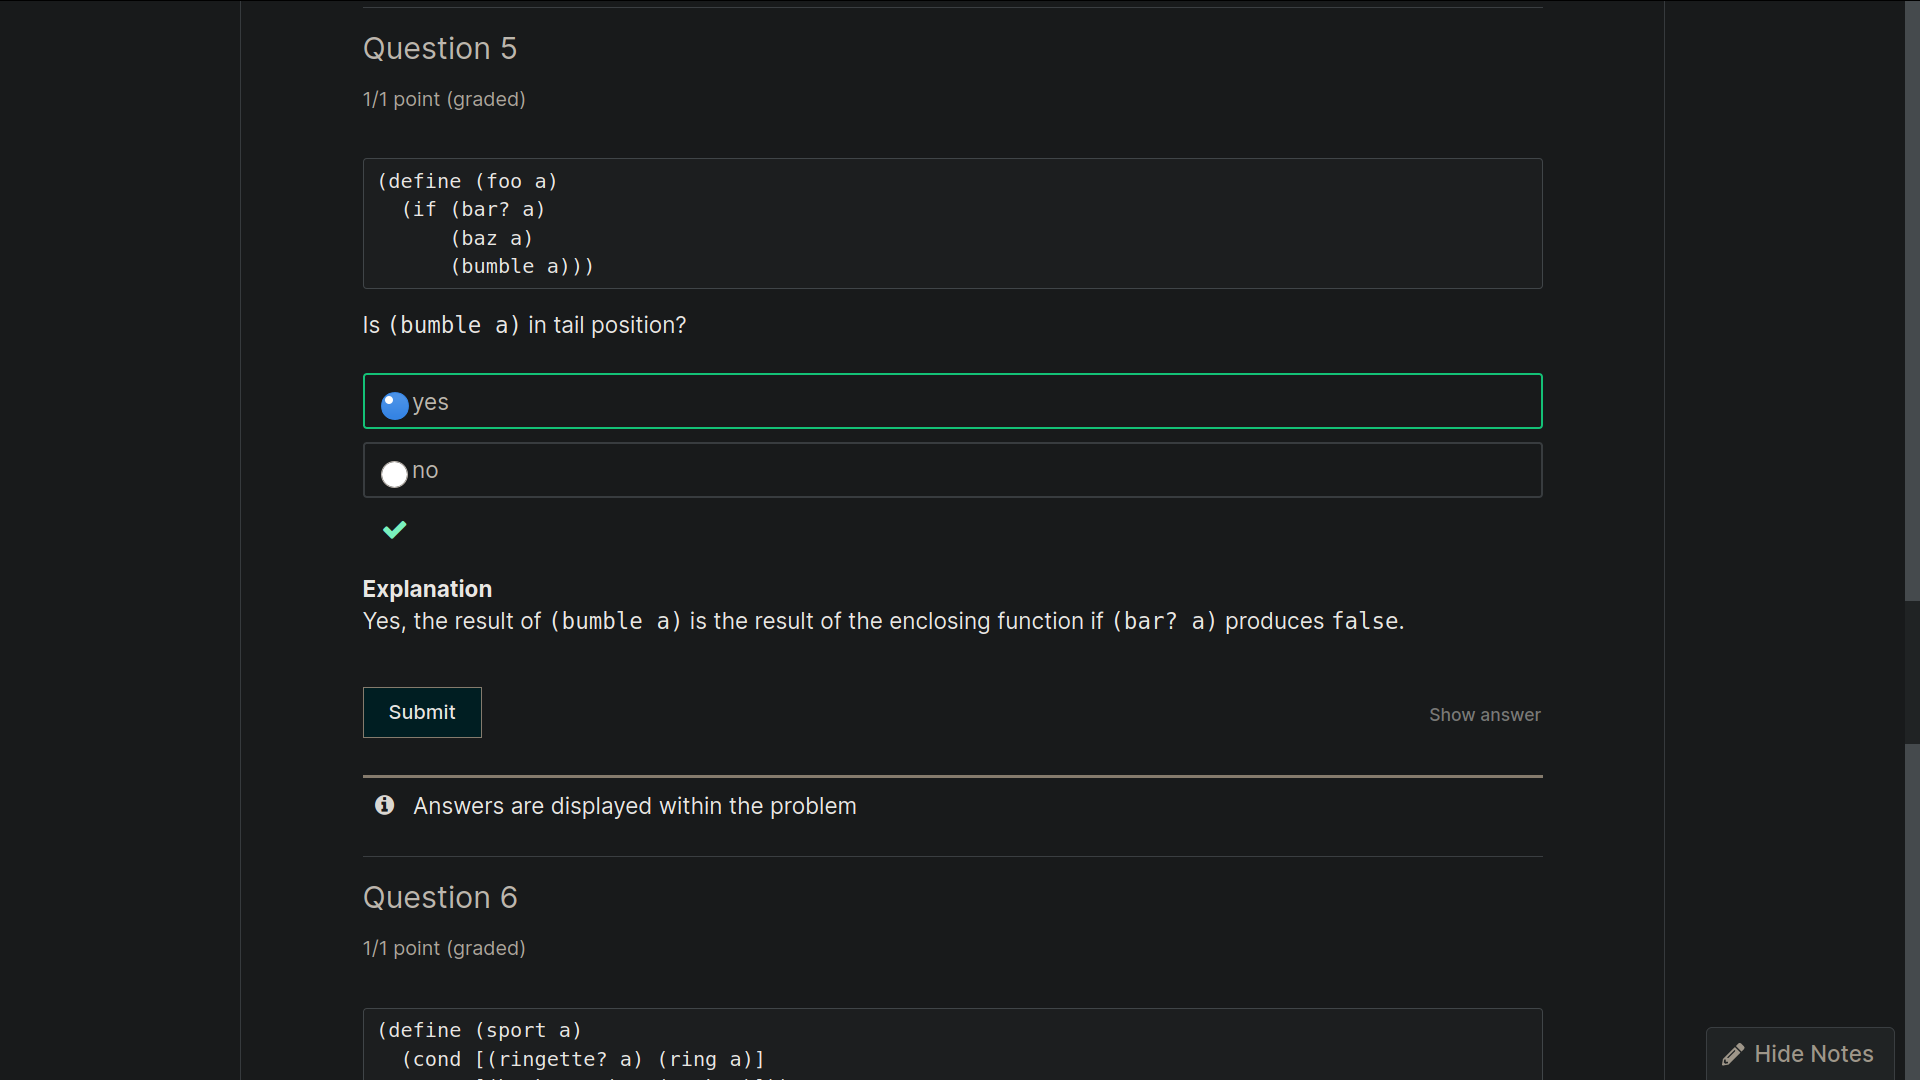 Question 5
1/1 point (graded)
(define (foo a)
  (if (bar? a)
      (baz a)
      (bumble a)))
Is (bumble a) in tail position?
yes
no
Explanation
Yes, the result of (bumble a) is the result of the enclosing function if (bar? a) produces false.
Submit
Show answer
Answers are displayed within the problem
Question 6
1/1 point (graded)
(define (sport a)
  (cond [(ringette? a) (ring a)]
Hide Notes